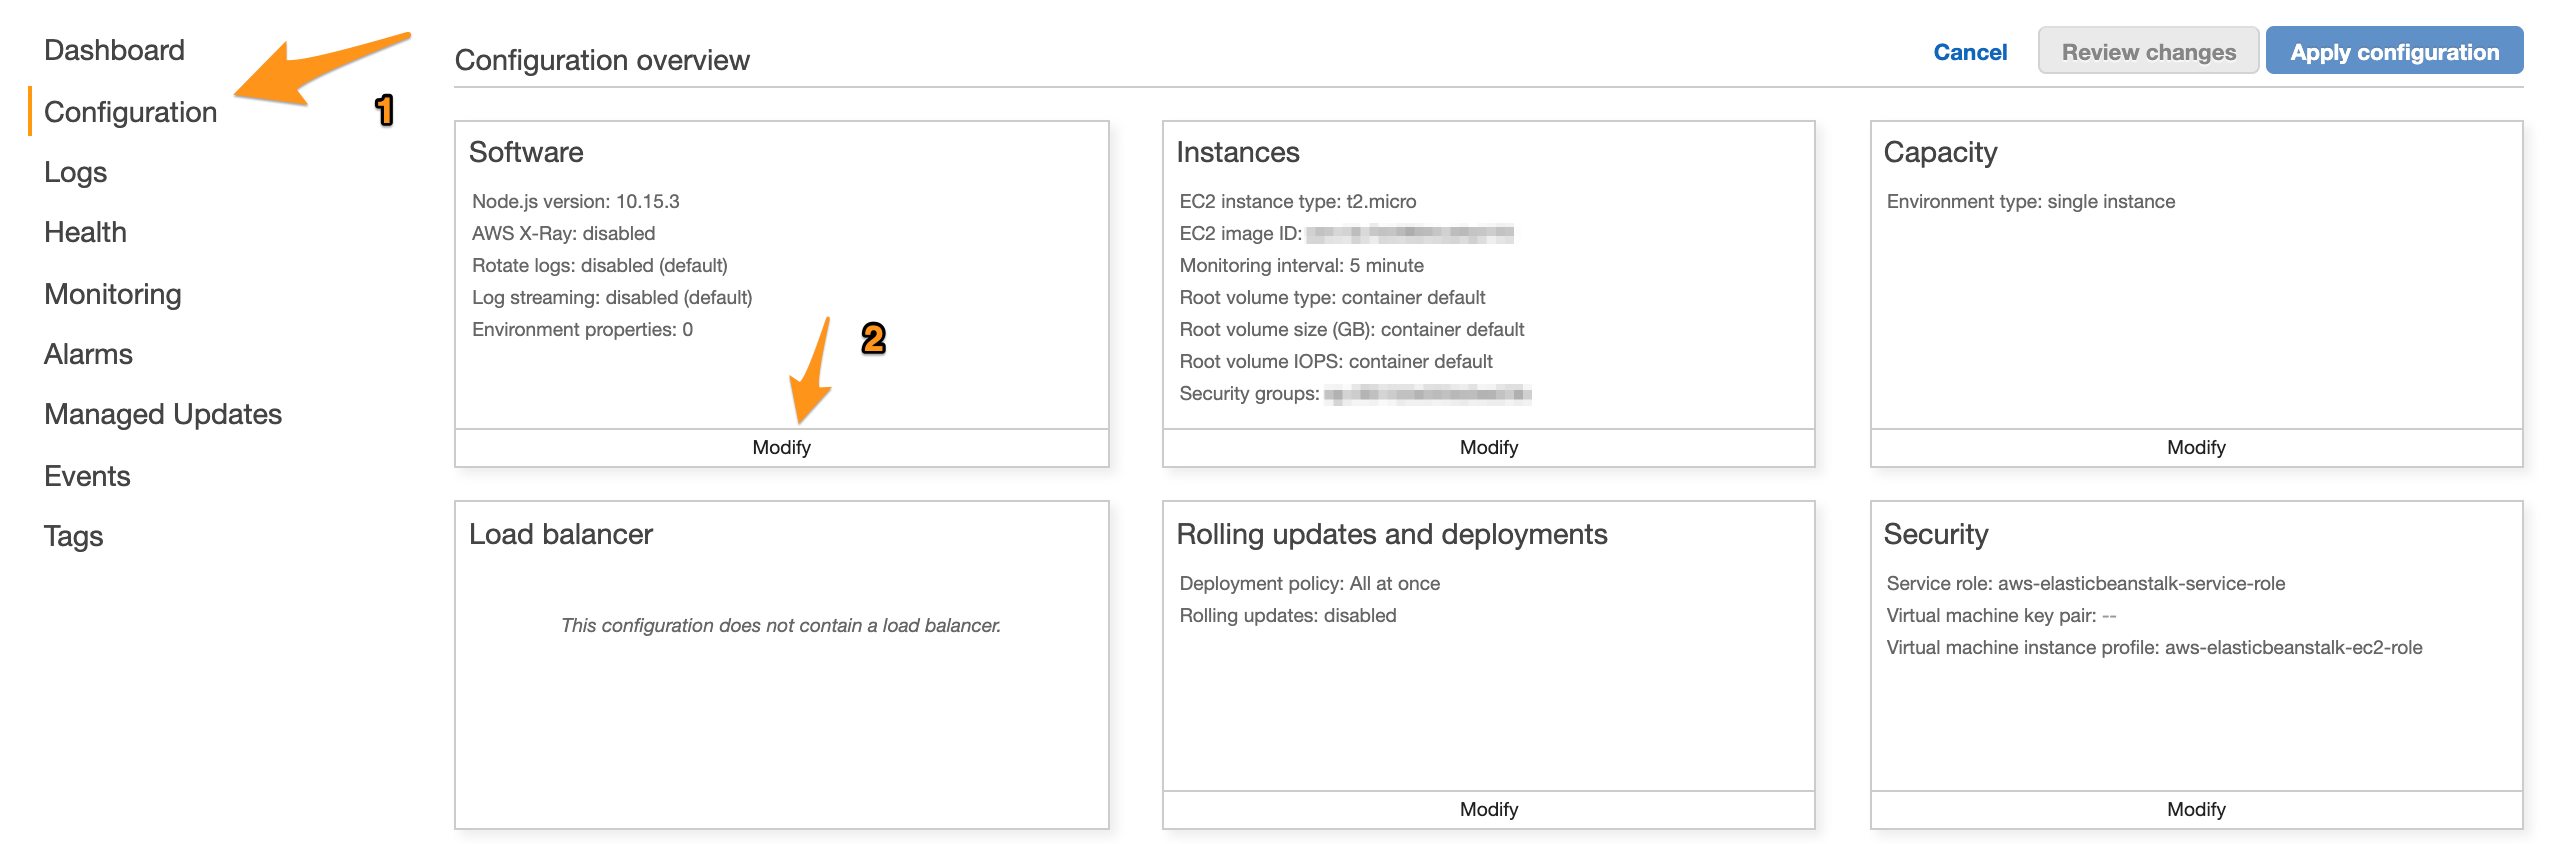 Dashboard
Configuration
1
Logs
Health
Monitoring
Alarms
Managed Updates
Events
Tags
Configuration overview
Cancel
Review changes
Apply configuration
Software
Node.js version: 10.15.3
AWS X-Ray: disabled
Rotate logs: disabled (default)
Log streaming: disabled (default)
Environment properties: 0
2
Modify
Instances
EC2 instance type: t2.micro
EC2 image ID:
Monitoring interval: 5 minute
Root volume type: container default
Root volume size (GB): container default
Root volume IOPS: container default
Security groups:
Modify
Capacity
Environment type: single instance
Modify
Load balancer
This configuration does not contain a load balancer.
Rolling updates and deployments
Deployment policy: All at once
Rolling updates: disabled
Modify
Security
Service role: aws-elasticbeanstalk-service-role
Virtual machine key pair: --
Virtual machine instance profile: aws-elasticbeanstalk-ec2-role
Modify